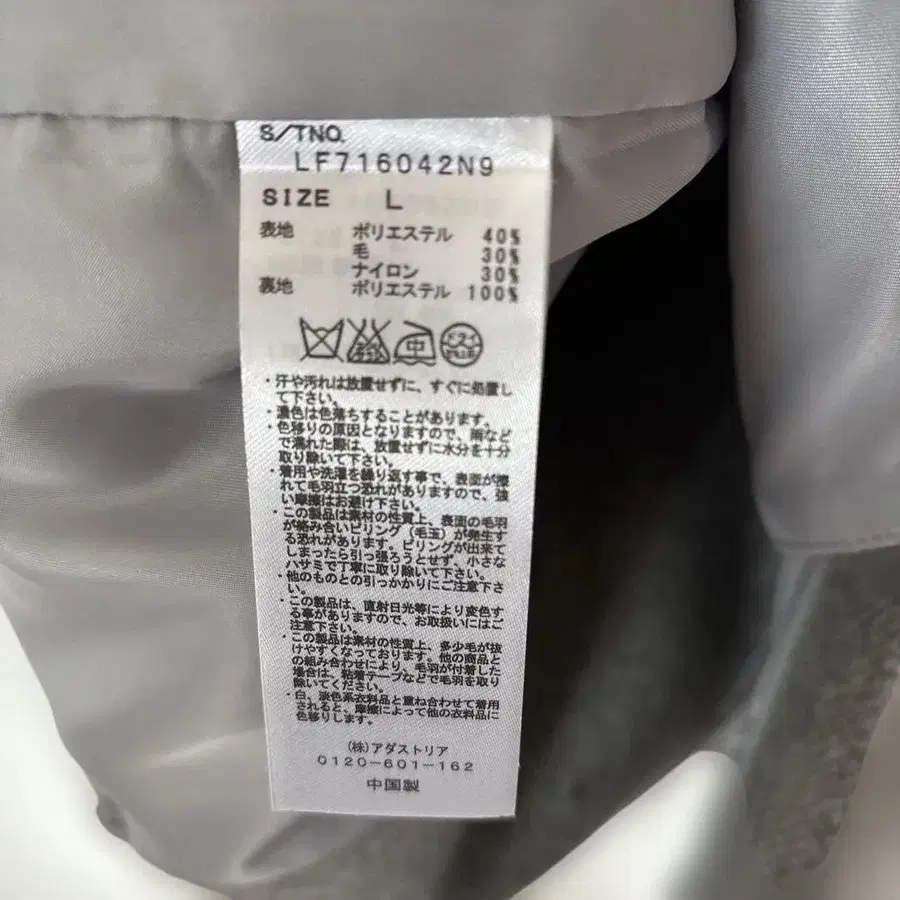 S/TNO.
LF716042N9
SIZE L
表地 ポリエステル 40%
毛 30%
ナイロン 30%
裏地 ポリエステル 100%
中 ドライ
・汗や汚れは放置せずに、すぐに処置し
て下さい。
・濃色は色落ちすることがあります。
・色移りの原因となりますので、雨など
で濡れた際は、放置せずに水分を十分
取り除いて下さい。
・着用や洗濯を繰り返す事で、表面が擦
れて毛羽立つ恐れがありますので、強
い摩擦はお避け下さい。
・この製品は素材の性質上、表面の毛羽
が絡み合いピリング(毛玉)が発生す
る恐れがあります。ピリングが出来て
しまったら引っ張ろうとせず、小さな
ハサミで丁寧に取り除いて下さい。
・他のものとの引っかかりにご注意下さ
い。
・この製品は、直射日光等により変色す
る事がありますので、お取扱いにはご
注意下さい。
・この製品は素材の性質上、多少毛が抜
けやすくなっております。他の商品と
の組み合わせにより、毛羽が付着した
場合は、粘着テープなどで毛羽を取り
除いてください。
・白、淡色系衣料品と重ね合わせて着用
されると、摩擦によって他の衣料品に
色移りします。
(株)アダストリア
0120-601-162
中国製